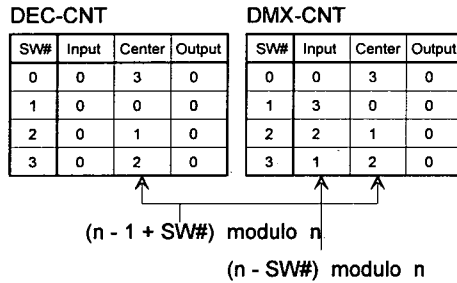 DEC-CNT DMX-CNT
SW# Input Center Output SW# Input Center Output
0 0 3 0 0 0 3 0
1 0 0 0 1 3 0 0
2 0 1 0 2 2 1 0
3 0 2 0 3 1 2 0
(n - 1 + SW#) modulo n
(n - SW#) modulo n